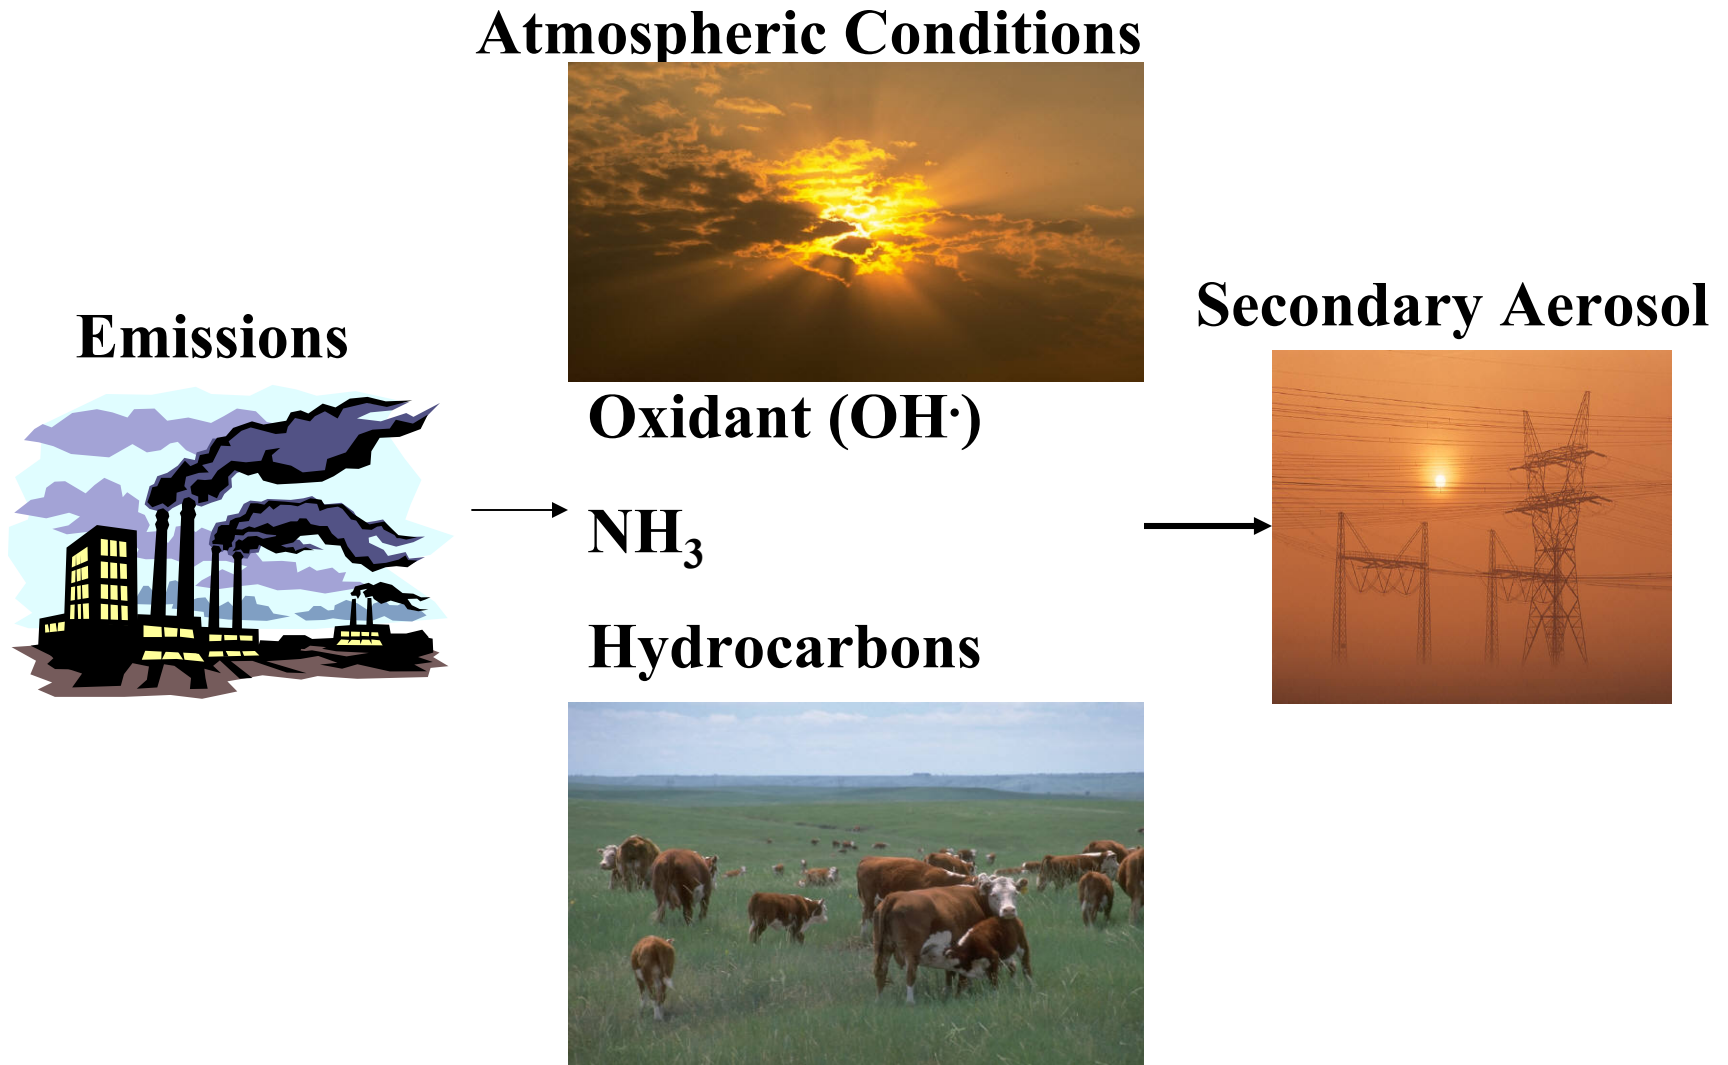 Atmospheric Conditions
Emissions
Oxidant (OH·)
NH₃
Hydrocarbons
Secondary Aerosol